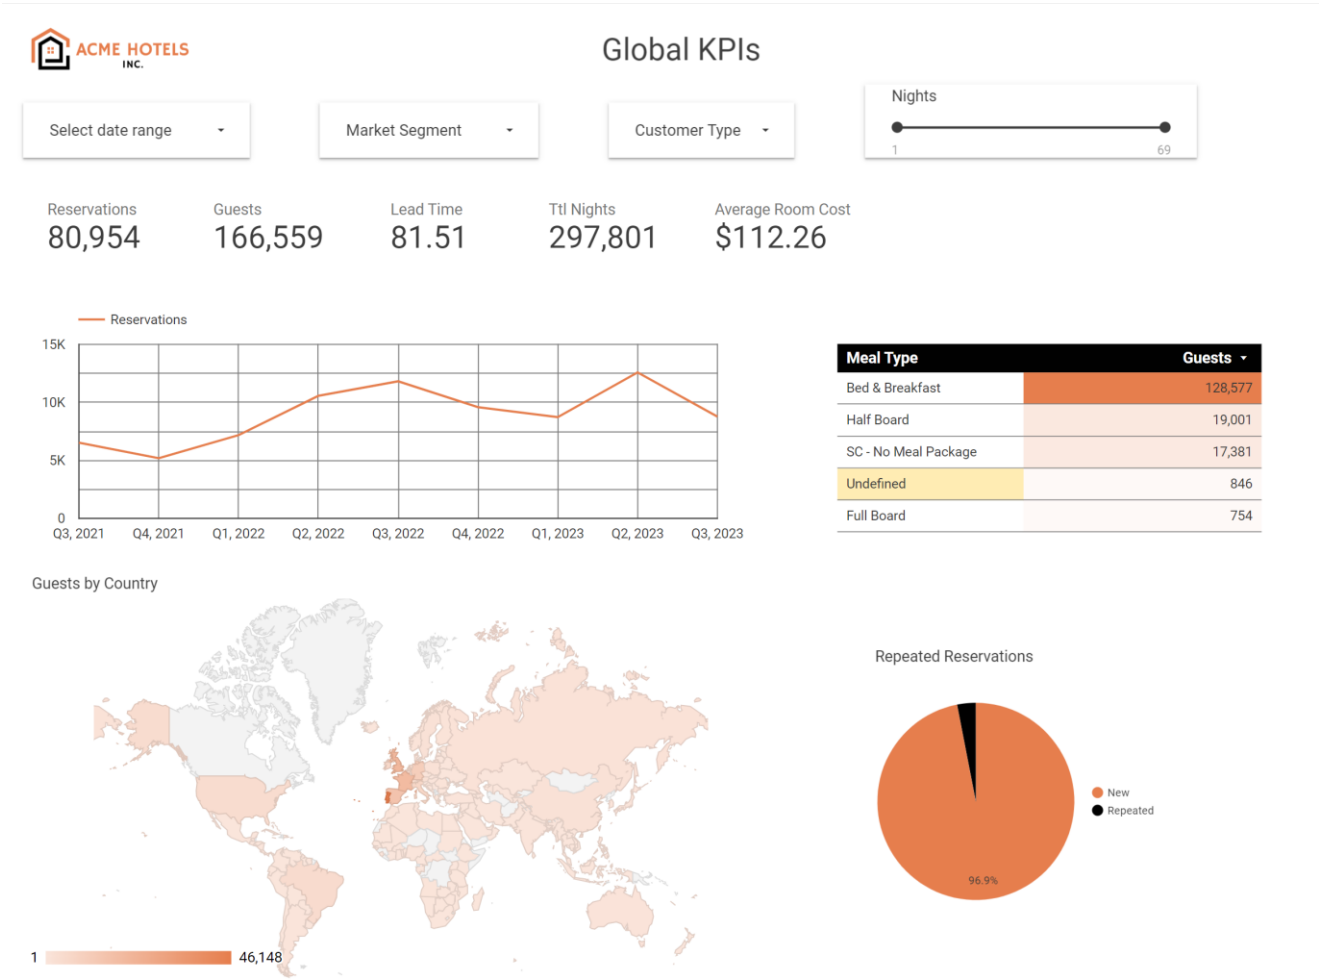 ACME HOTELS
INC.
Global KPIs
Select date range
Market Segment
Customer Type
Nights
1
69
Reservations
80,954
Guests
166,559
Lead Time
81.51
Ttl Nights
297,801
Average Room Cost
$112.26
Reservations
15K
10K
5K
0
Q3, 2021
Q4, 2021
Q1, 2022
Q2, 2022
Q3, 2022
Q4, 2022
Q1, 2023
Q2, 2023
Q3, 2023
Meal Type Guests
Bed & Breakfast 128,577
Half Board 19,001
SC - No Meal Package 17,381
Undefined 846
Full Board 754
Guests by Country
1
46,148
Repeated Reservations
96.9%
New
Repeated